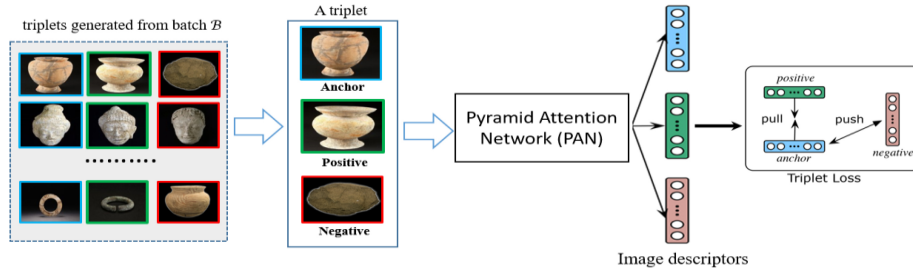 triplets generated from batch ℬ
A triplet
Anchor
Positive
Negative
Pyramid Attention
Network (PAN)
Image descriptors
positive
pull
push
anchor
negative
Triplet Loss